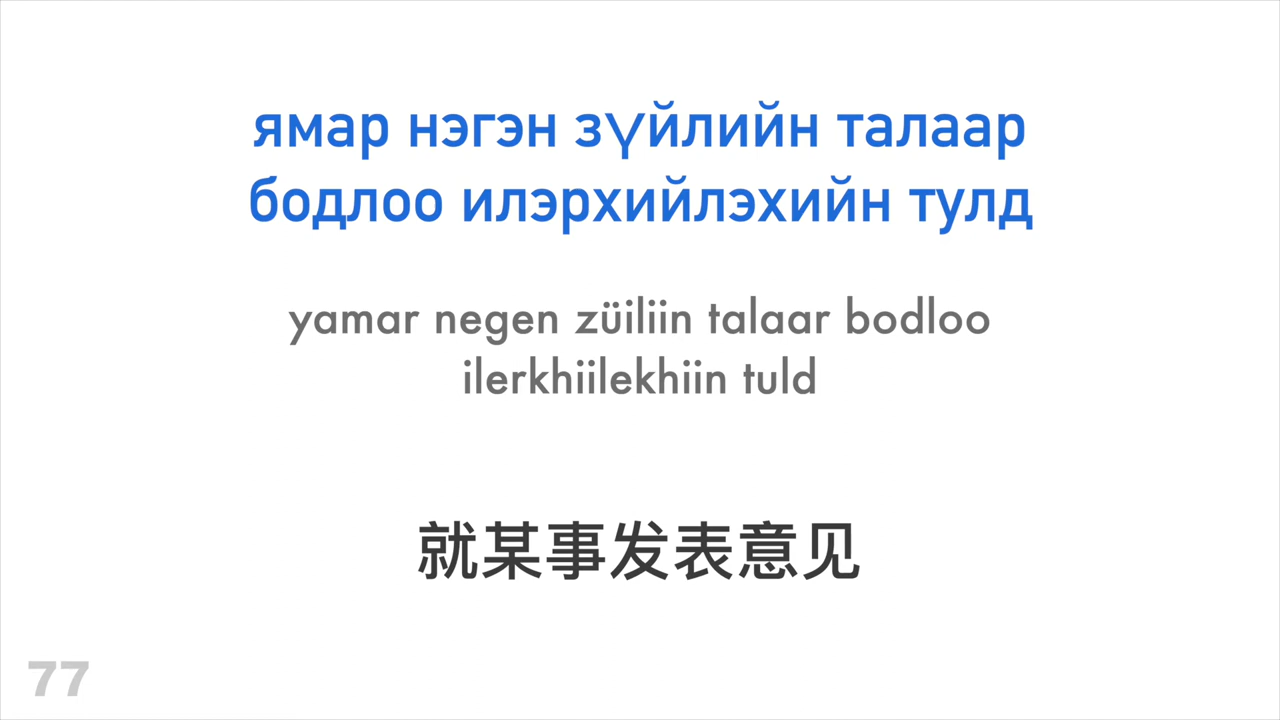 ямар нэгэн зүйлийн талаар
бодлоо илэрхийлэхийн тулд
yamar negen züiliin talaar bodloo
ilerkhiilekhiin tuld
就某事发表意见
77